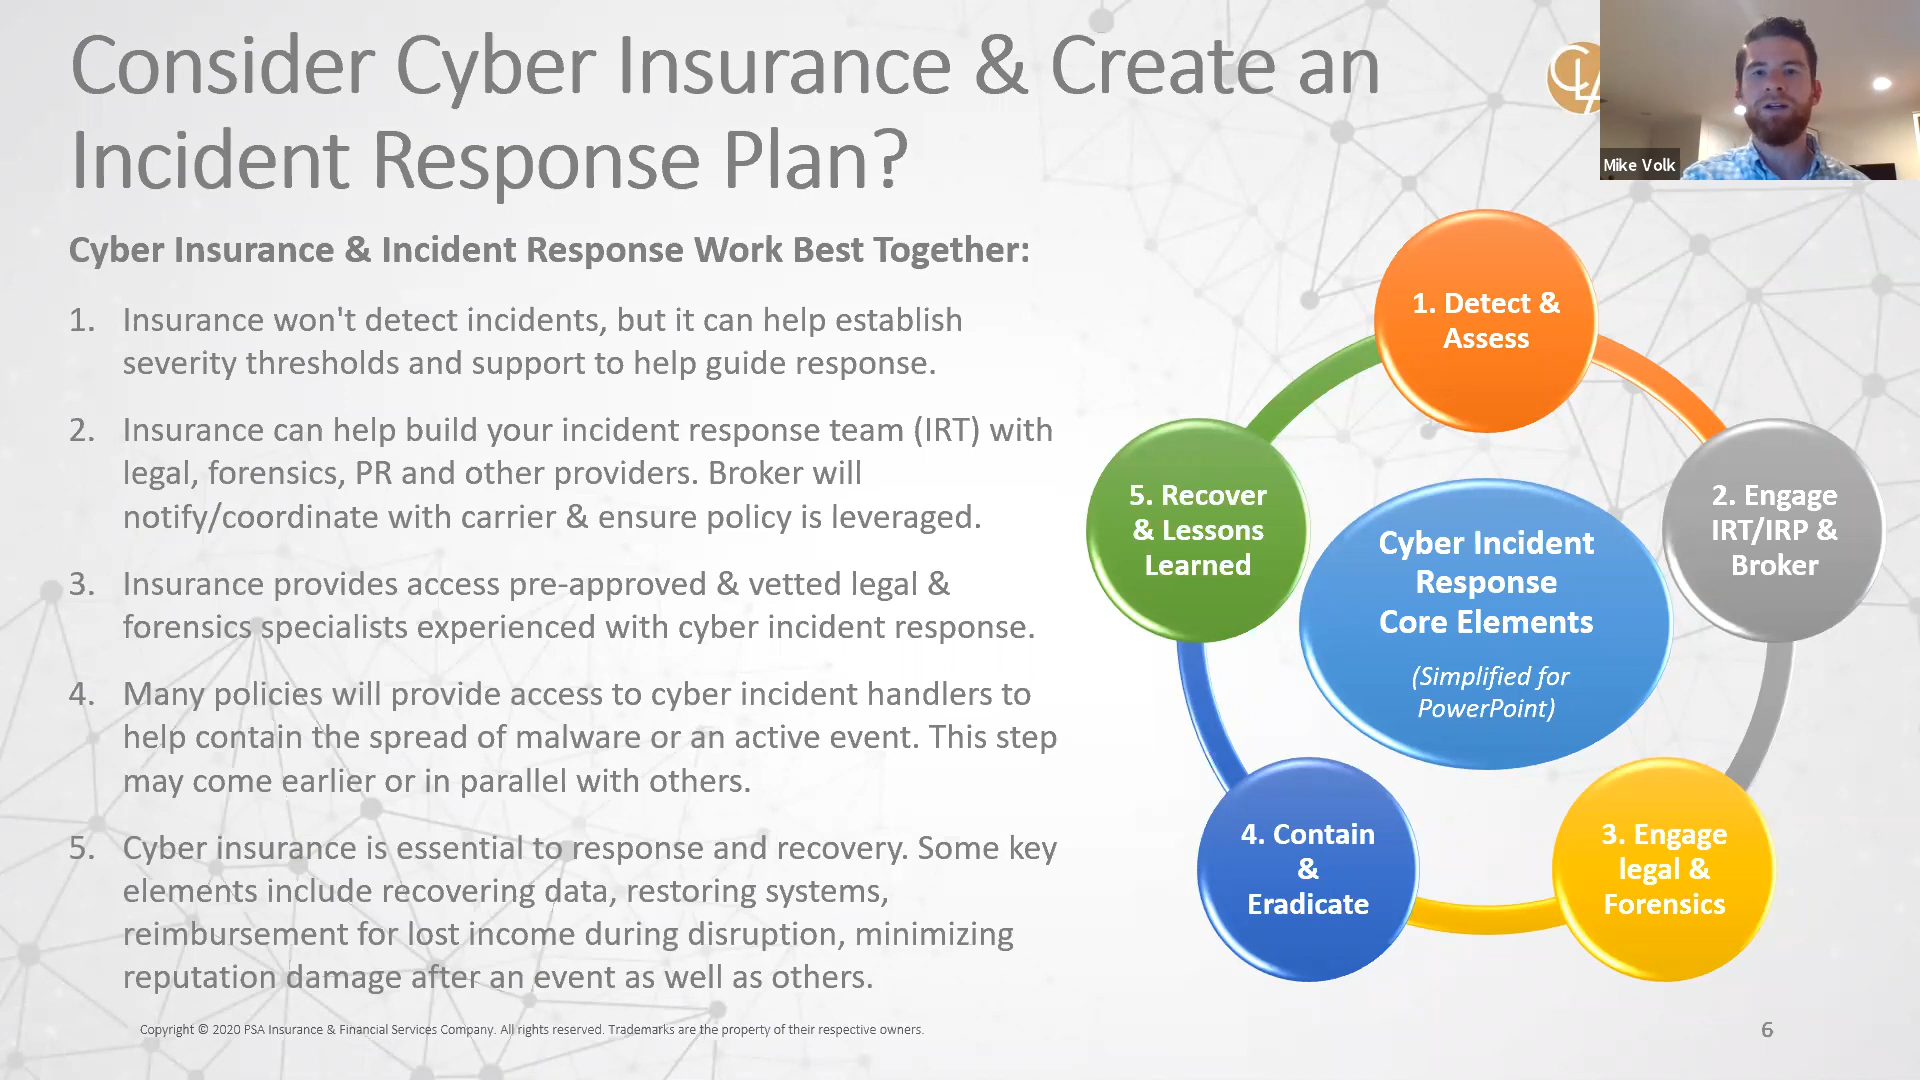 Consider Cyber Insurance & Create an
Incident Response Plan?
Mike Volk
Cyber Insurance & Incident Response Work Best Together:
1. Insurance won't detect incidents, but it can help establish
severity thresholds and support to help guide response.
2. Insurance can help build your incident response team (IRT) with
legal, forensics, PR and other providers. Broker will
notify/coordinate with carrier & ensure policy is leveraged.
3. Insurance provides access pre-approved & vetted legal &
forensics specialists experienced with cyber incident response.
4. Many policies will provide access to cyber incident handlers to
help contain the spread of malware or an active event. This step
may come earlier or in parallel with others.
5. Cyber insurance is essential to response and recovery. Some key
elements include recovering data, restoring systems,
reimbursement for lost income during disruption, minimizing
reputation damage after an event as well as others.
1. Detect &
Assess
2. Engage
IRT/IRP &
Broker
3. Engage
legal &
Forensics
4. Contain
&
Eradicate
5. Recover
& Lessons
Learned
Cyber Incident
Response
Core Elements
(Simplified for
PowerPoint)
Copyright © 2020 PSA Insurance & Financial Services Company. All rights reserved. Trademarks are the property of their respective owners.
6